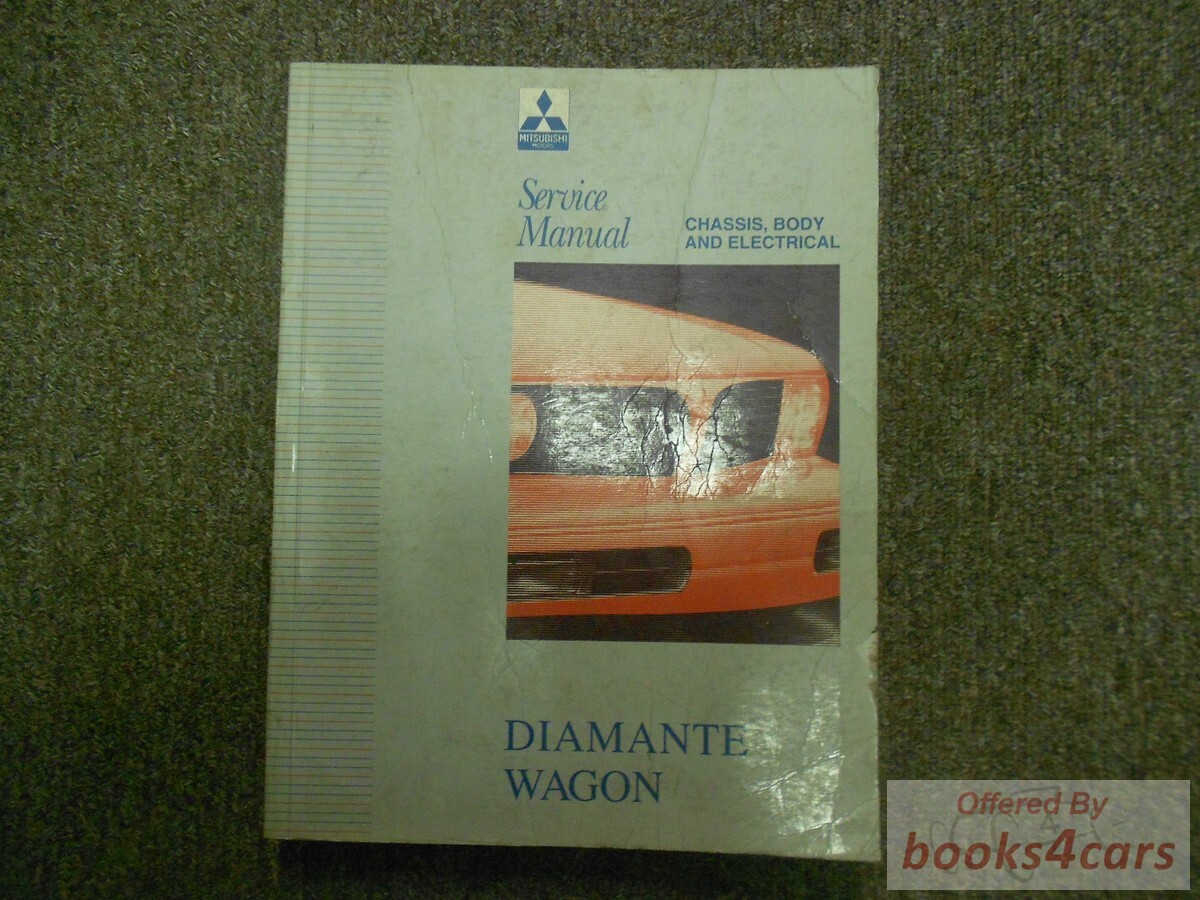 MITSUBISHI
MOTORS
Service
Manual
CHASSIS, BODY
AND ELECTRICAL
DIAMANTE
WAGON
Offered By
books4cars